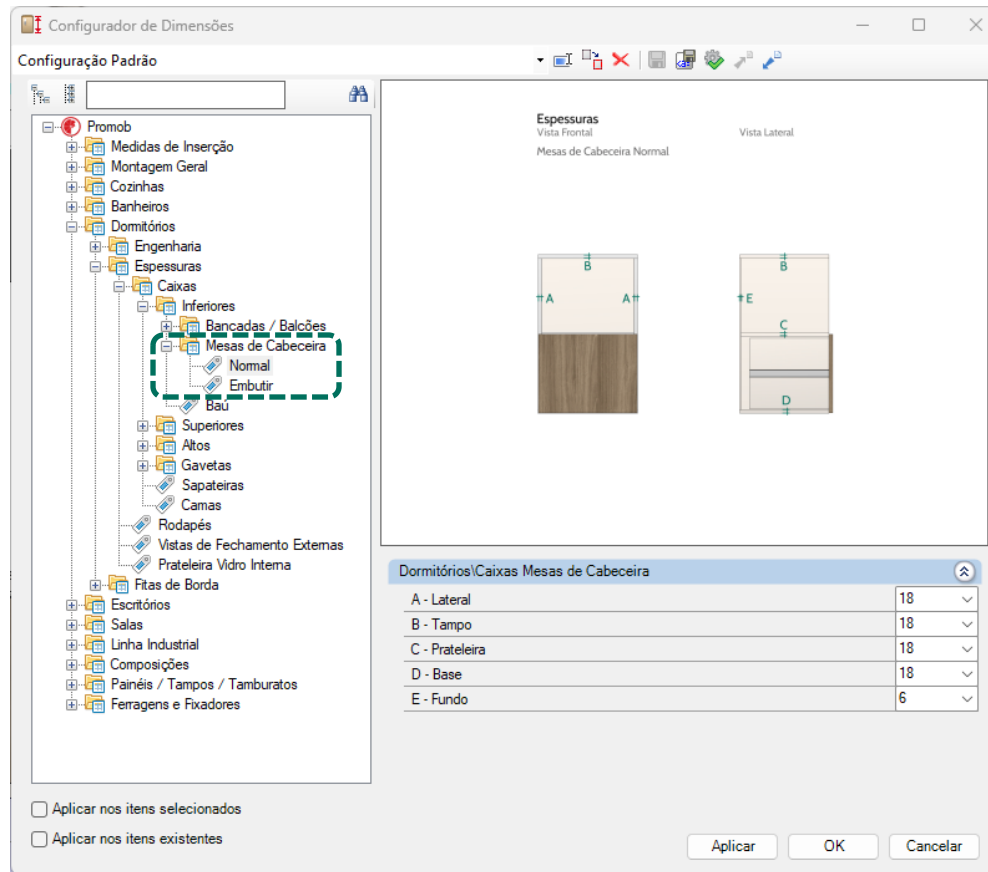 Configurador de Dimensões
Configuração Padrão
Promob
Medidas de Inserção
Montagem Geral
Cozinhas
Banheiros
Dormitórios
Engenharia
Espessuras
Caixas
Inferiores
Bancadas / Balcões
Mesas de Cabeceira
Normal
Embutir
Baú
Superiores
Altos
Gavetas
Sapateiras
Camas
Rodapés
Vistas de Fechamento Externas
Prateleira Vidro Interna
Fitas de Borda
Escritórios
Salas
Linha Industrial
Composições
Painéis / Tampos / Tamburatos
Ferragens e Fixadores
Espessuras
Vista Frontal Vista Lateral
Mesas de Cabeceira Normal
B B
A A E
C
D
Dormitórios\Caixas Mesas de Cabeceira
A - Lateral 18
B - Tampo 18
C - Prateleira 18
D - Base 18
E - Fundo 6
Aplicar nos itens selecionados
Aplicar nos itens existentes
Aplicar OK Cancelar